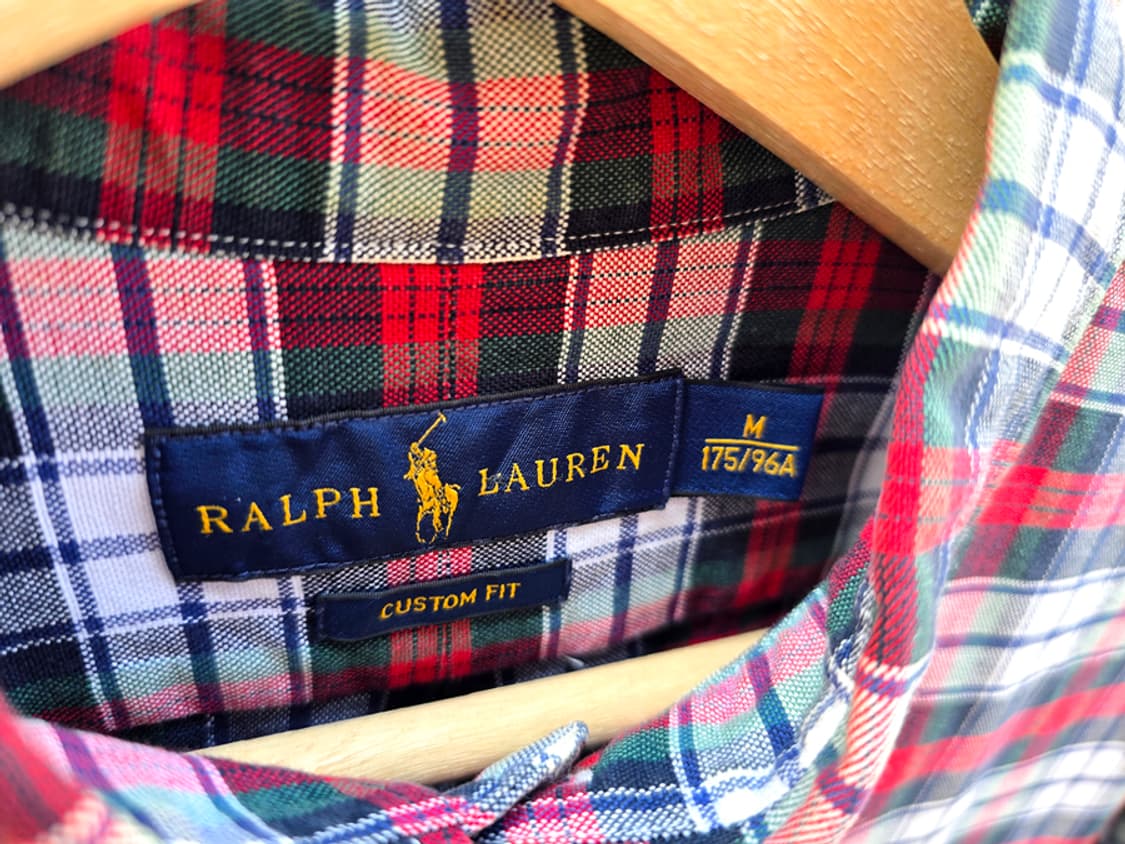 RALPH LAUREN
M
175/96A
CUSTOM FIT